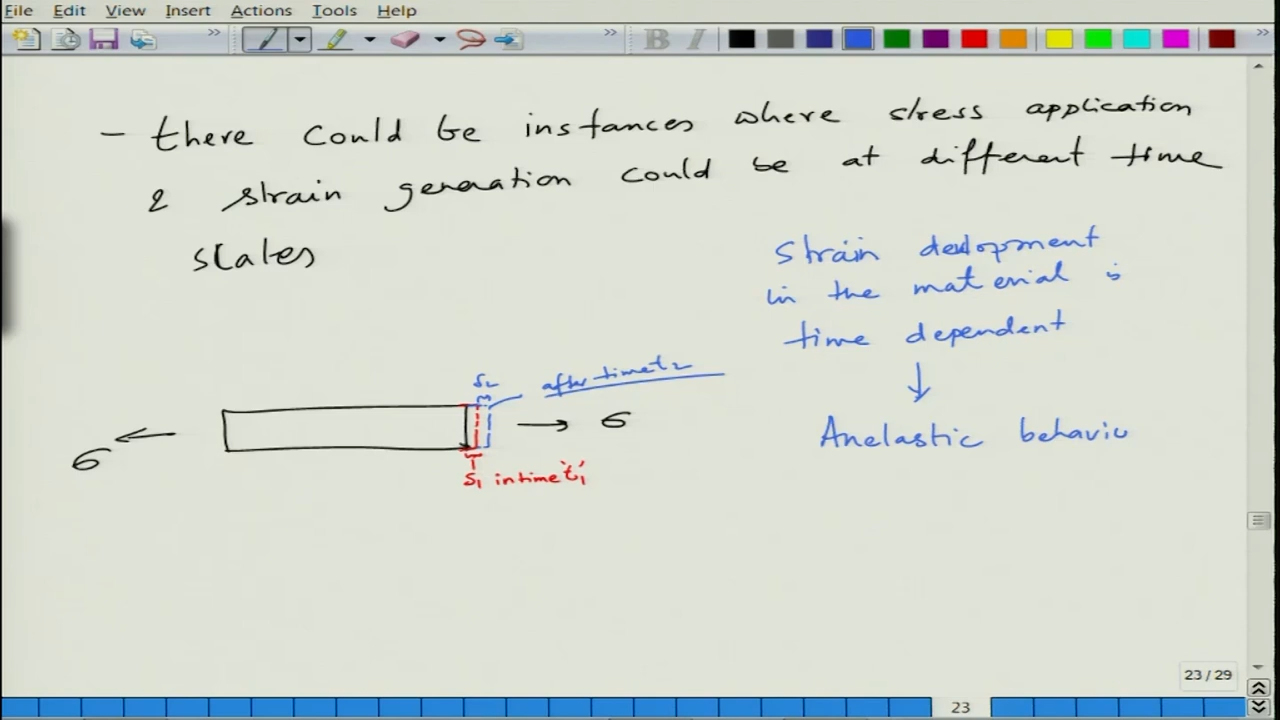 File Edit View Insert Actions Tools Help
- there could be instances where stress application
& strain generation could be at different time
scales
strain development
in the material is
time dependent
Anelastic behaviou
δ2
after time t2
σ
σ
δ1 in time 't1'
23 / 29
23